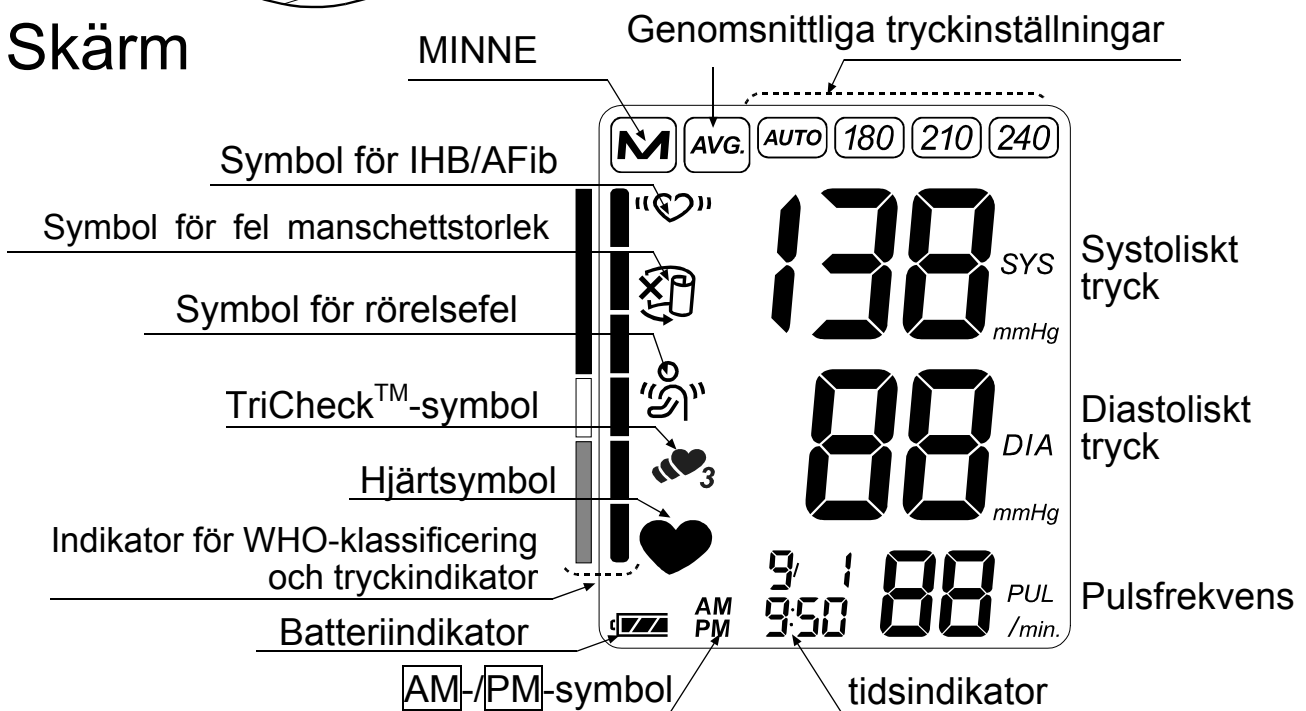 Skärm
MINNE
Genomsnittliga tryckinställningar
M AVG. AUTO 180 210 240
Symbol för IHB/AFib
Symbol för fel manschettstorlek
Symbol för rörelsefel
TriCheck™-symbol
Hjärtsymbol
Indikator för WHO-klassificering
och tryckindikator
Batteriindikator
AM-/PM-symbol
tidsindikator
138 SYS
mmHg
Systoliskt
tryck
88 DIA
mmHg
Diastoliskt
tryck
3
9/ 1
AM
PM
9:50
88 PUL
/min.
Pulsfrekvens